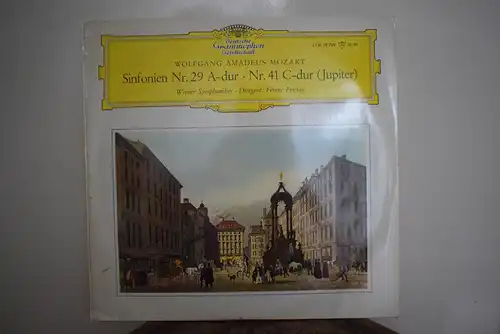 Deutsche
Grammophon
Gesellschaft
WOLFGANG AMADEUS MOZART
Sinfonien Nr. 29 A-dur · Nr. 41 C-dur (Jupiter)
Wiener Symphoniker · Dirigent: Ferenc Fricsay